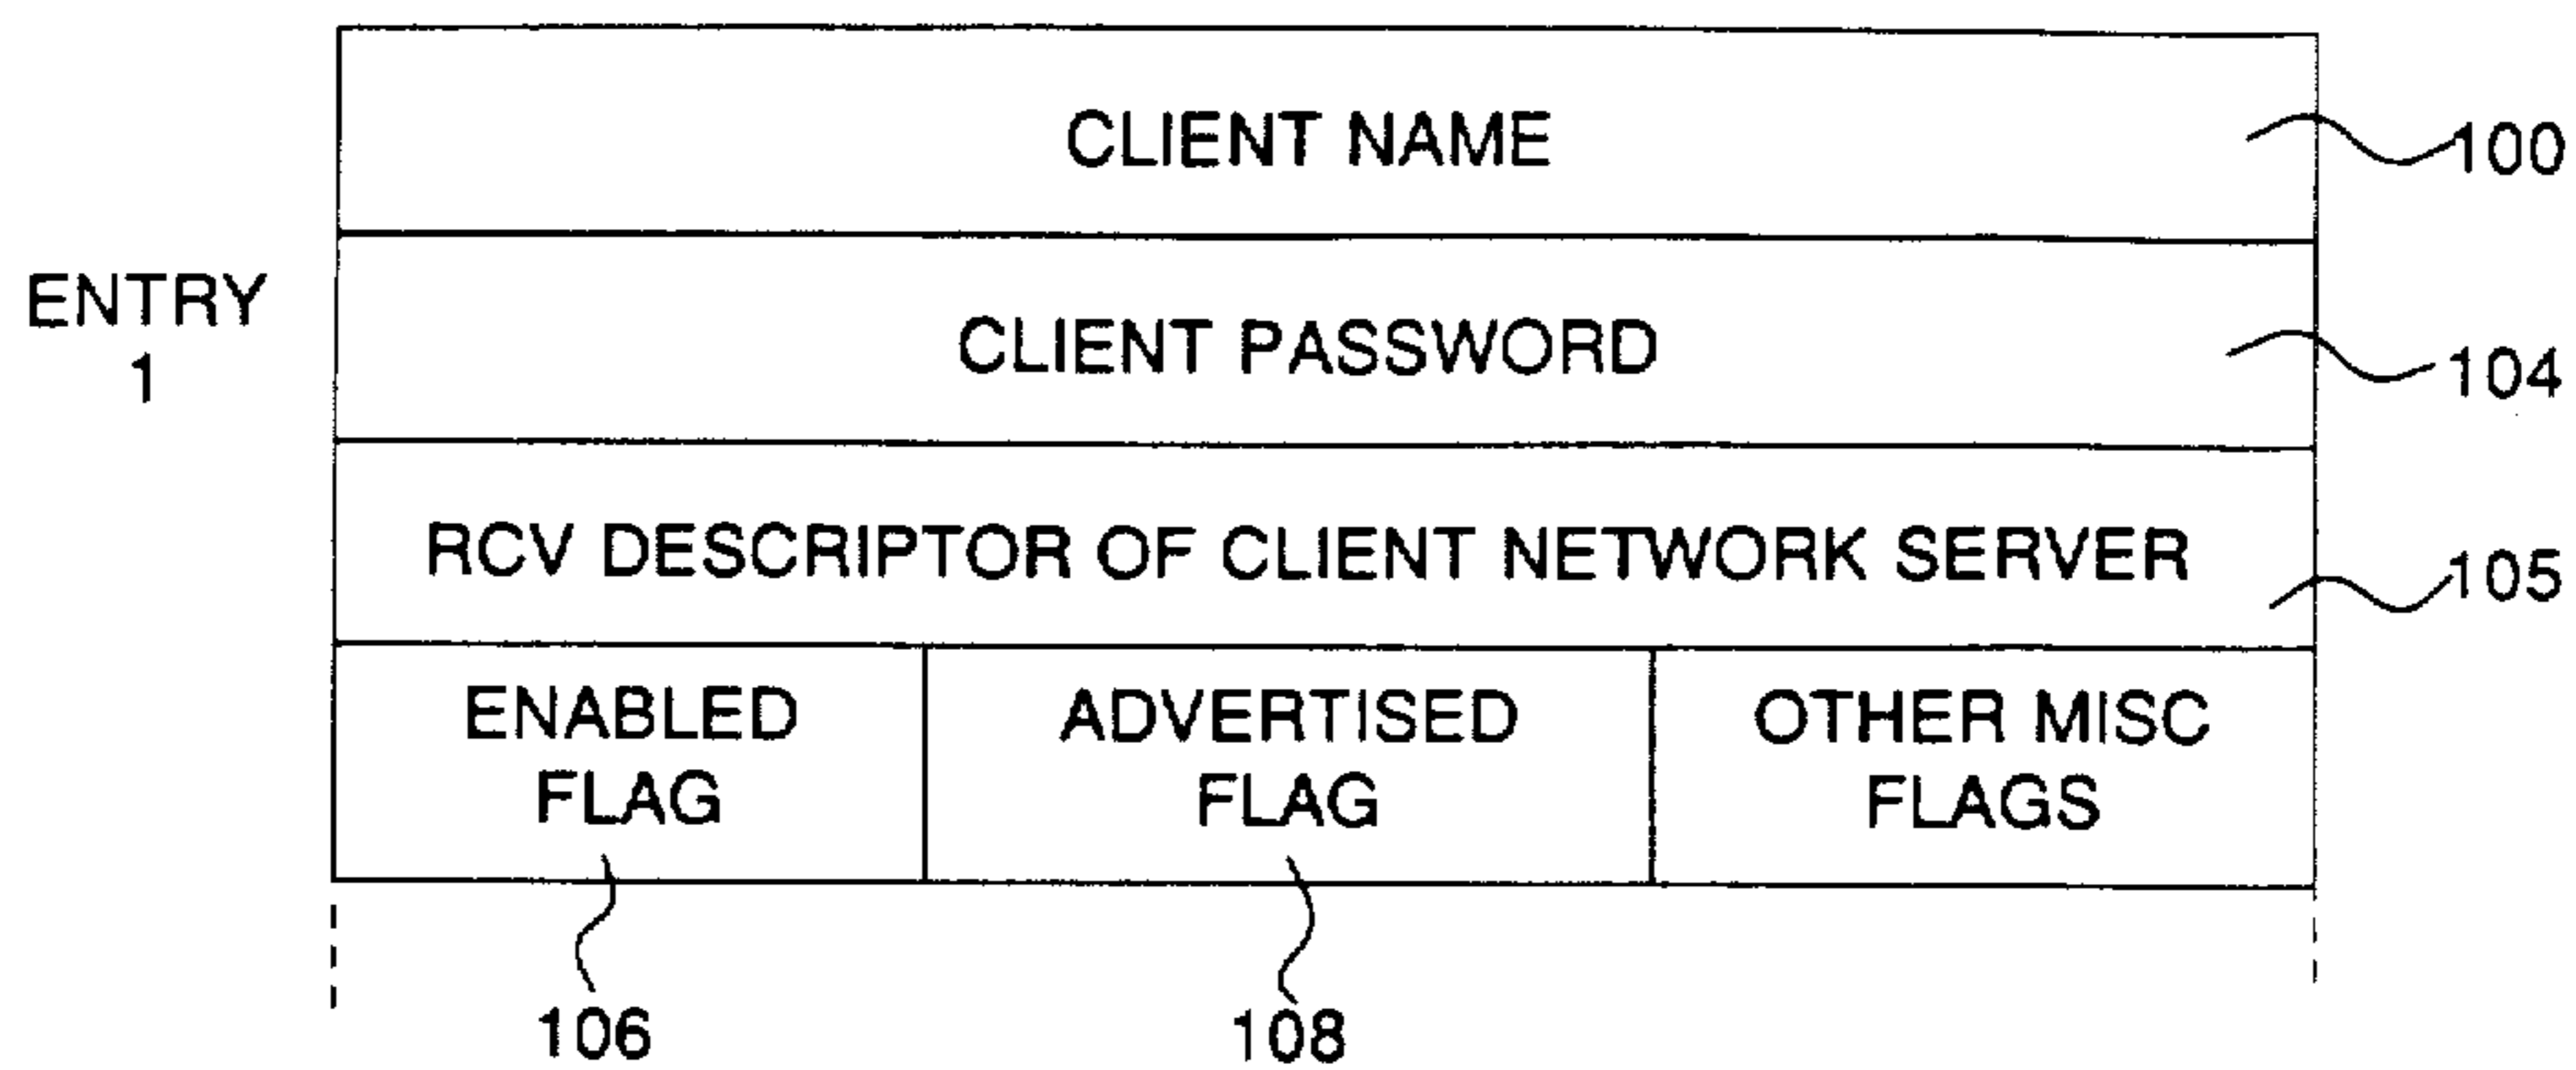 CLIENT NAME
100
ENTRY
1
CLIENT PASSWORD
104
RCV DESCRIPTOR OF CLIENT NETWORK SERVER
105
ENABLED
FLAG
ADVERTISED
FLAG
OTHER MISC
FLAGS
106
108